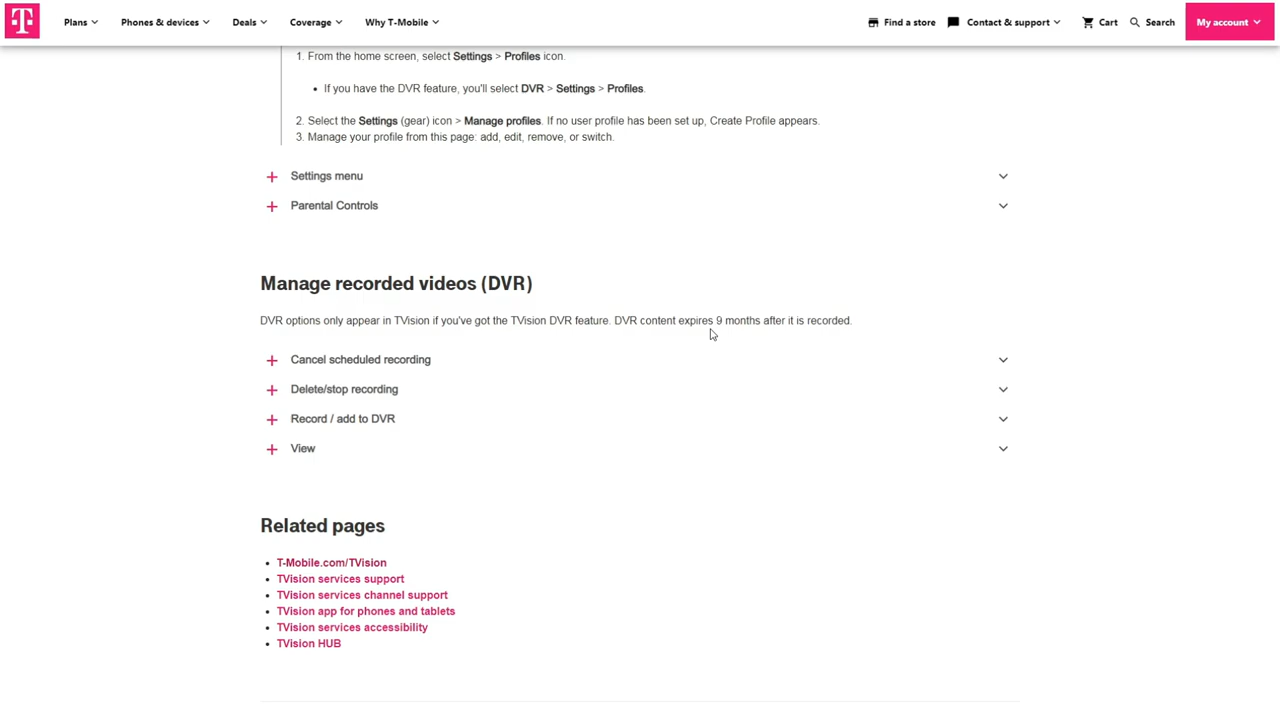 T Plans Phones & devices Deals Coverage Why T-Mobile Find a store Contact & support Cart Search My account
1. From the home screen, select Settings > Profiles icon.
• If you have the DVR feature, you'll select DVR > Settings > Profiles.
2. Select the Settings (gear) icon > Manage profiles. If no user profile has been set up, Create Profile appears.
3. Manage your profile from this page: add, edit, remove, or switch.
+ Settings menu
+ Parental Controls
Manage recorded videos (DVR)
DVR options only appear in TVision if you've got the TVision DVR feature. DVR content expires 9 months after it is recorded.
+ Cancel scheduled recording
+ Delete/stop recording
+ Record / add to DVR
+ View
Related pages
• T-Mobile.com/TVision
• TVision services support
• TVision services channel support
• TVision app for phones and tablets
• TVision services accessibility
• TVision HUB